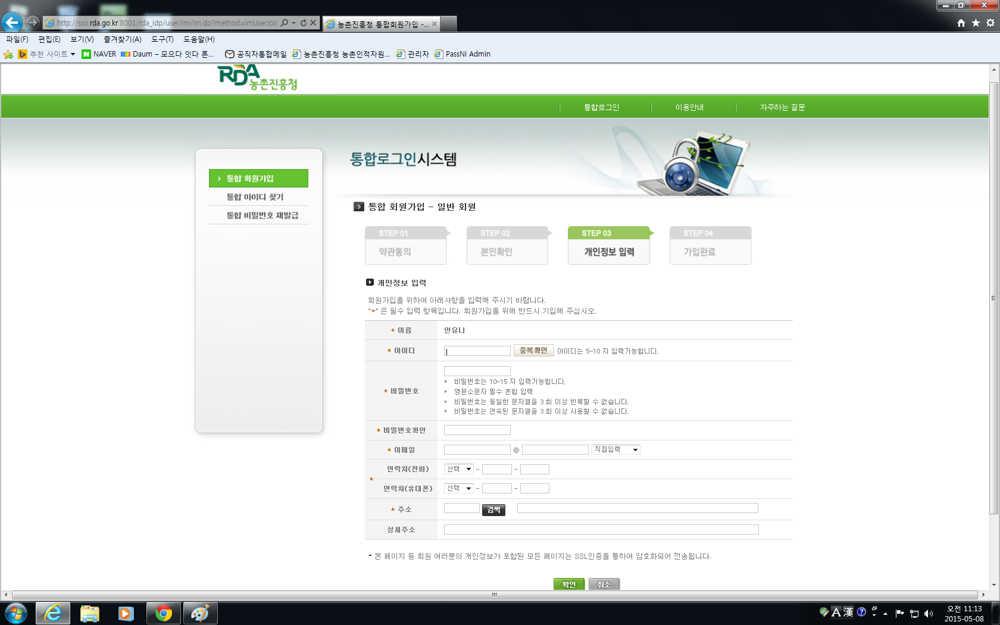 http://sso.rda.go.kr:8001/rda_idp/user/im/im.do?method=imUserJoir
농촌진흥청 통합회원가입 -...
파일(F) 편집(E) 보기(V) 즐겨찾기(A) 도구(T) 도움말(H)
추천 사이트 NAVER Daum – 모으다 잇다 흔... 공직자통합메일 농촌진흥청 농촌인적자원... 관리자 PassNi Admin
RDA 농촌진흥청
통합로그인 이용안내 자주하는 질문
통합로그인시스템
통합 회원가입
통합 아이디 찾기
통합 비밀번호 재발급
통합 회원가입 – 일반 회원
STEP 01 STEP 02 STEP 03 STEP 04
약관동의 본인확인 개인정보 입력 가입완료
개인정보 입력
회원가입을 위하여 아래사항을 입력해 주시기 바랍니다.
“*” 은 필수 입력 항목입니다. 회원가입을 위해 반드시 기입해 주십시오.
* 이름 안유나
* 아이디 중복확인 아이디는 5~10 자 입력가능합니다.
* 비밀번호
* 비밀번호는 10~15 자 입력가능합니다.
* 영문소문자 필수 혼합 입력
* 비밀번호는 동일한 문자열을 3 회 이상 반복할 수 없습니다.
* 비밀번호는 연속된 문자열을 3 회 이상 사용할 수 없습니다.
* 비밀번호확인
* 이메일 @ 직접입력
* 연락처(전화) 선택 - -
연락처(휴대폰) 선택 - -
* 주소 검색
상세주소
- 본 페이지 등 회원 여러분의 개인정보가 포함된 모든 페이지는 SSL인증을 통하여 암호화되어 전송됩니다.
확인 취소
A 漢 ?
오전 11:13
2015-05-08